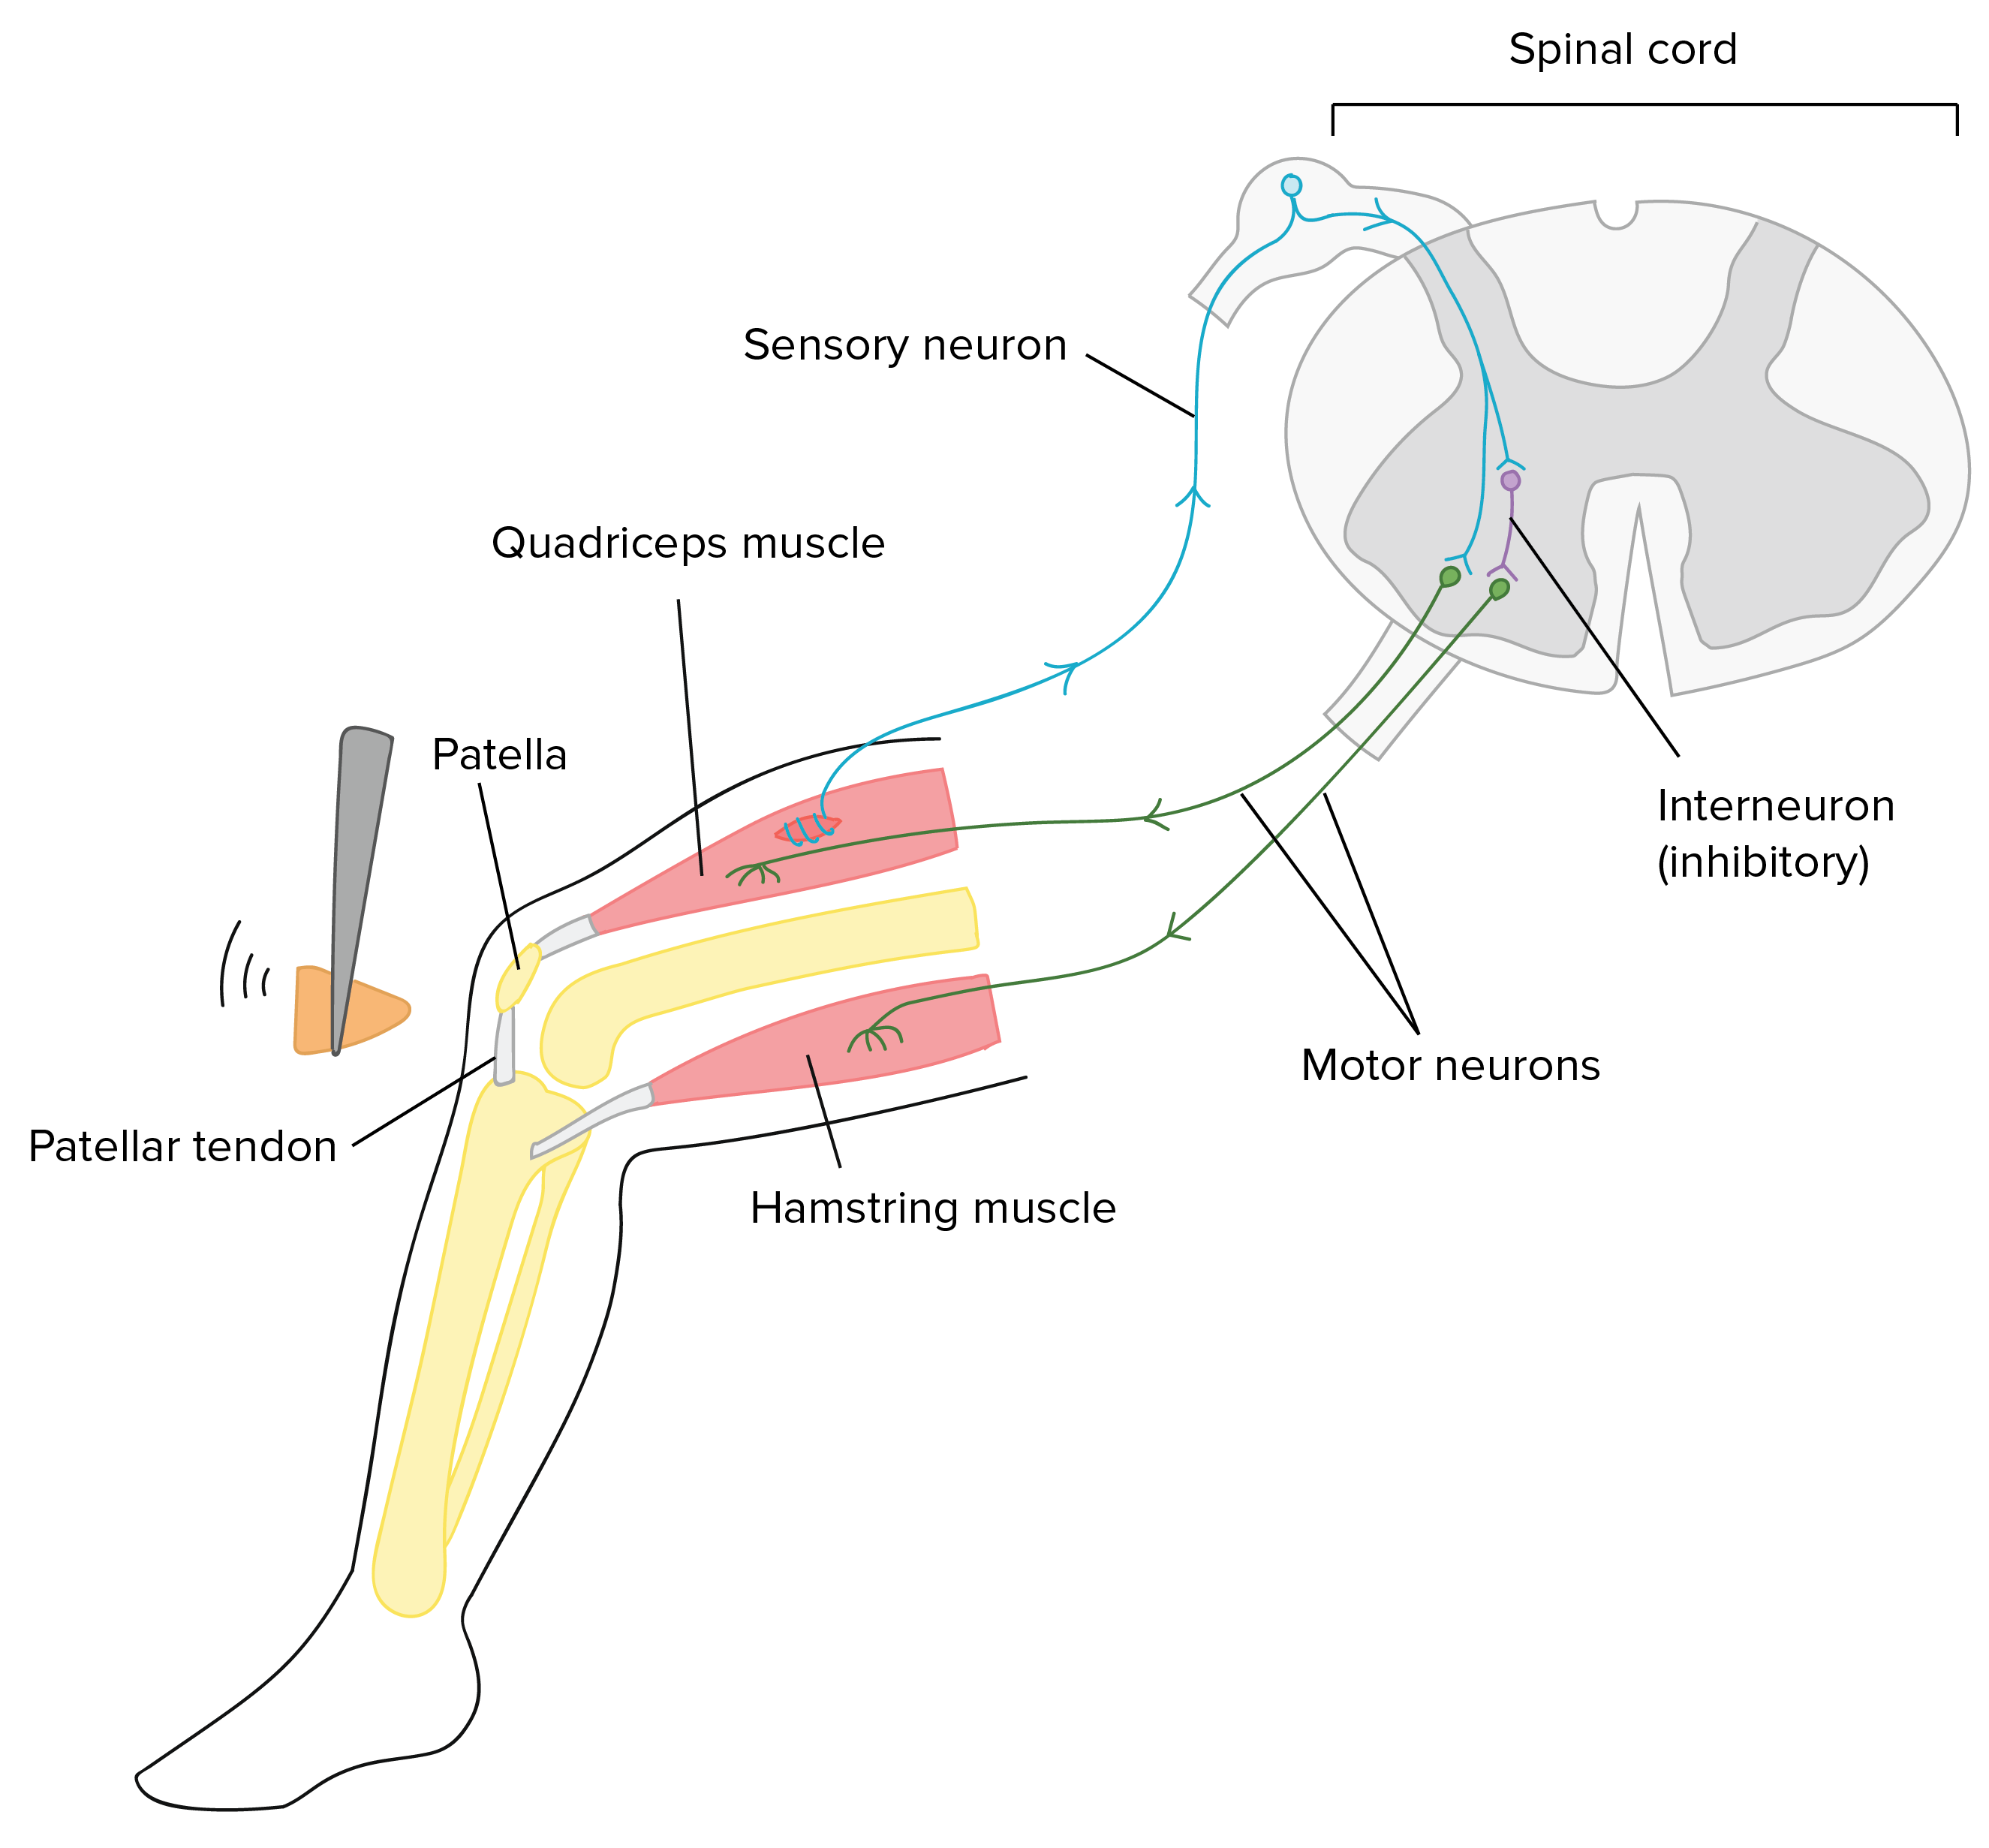 Spinal cord
Sensory neuron
Quadriceps muscle
Patella
Interneuron
(inhibitory)
Motor neurons
Patellar tendon
Hamstring muscle